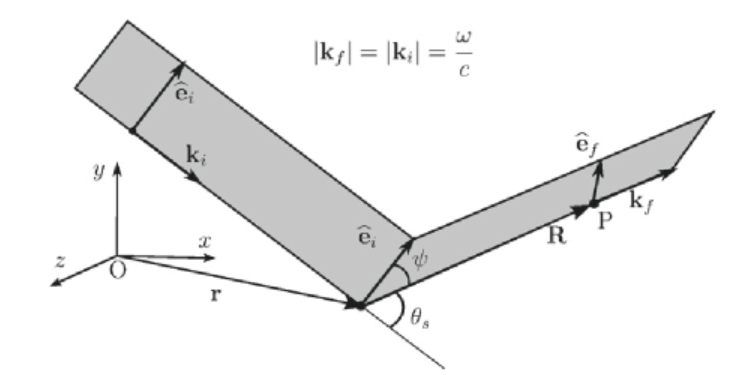 |k_f| = |k_i| = ω/c
ê_i
k_i
y
x
z
O
r
ê_i
ψ
θ_s
ê_f
k_f
R
P